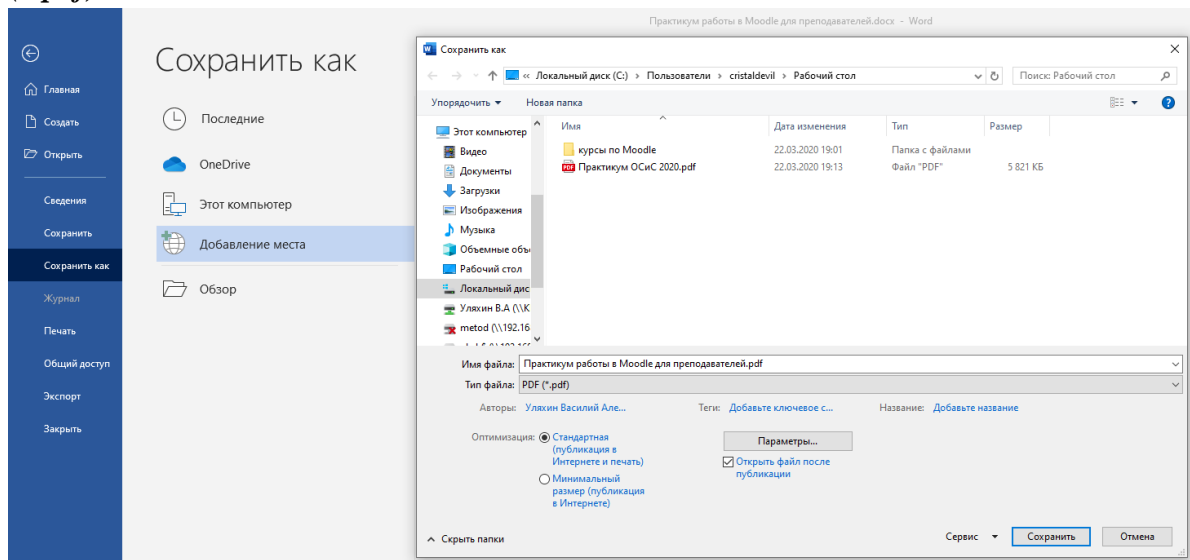 Практикум работы в Moodle для преподавателей.docx - Word
Сохранить как
Главная
Создать
Открыть
Сведения
Сохранить
Сохранить как
Журнал
Печать
Общий доступ
Экспорт
Закрыть
Последние
OneDrive
Этот компьютер
Добавление места
Обзор
Сохранить как
« Локальный диск (C:) › Пользователи › cristaldevil › Рабочий стол
Поиск: Рабочий стол
Упорядочить Новая папка
Имя Дата изменения Тип Размер
Этот компьютер
Видео
Документы
Загрузки
Изображения
Музыка
Объемные объ
Рабочий стол
Локальный дис
Уляхин В.А (\\K
metod (\\192.16
курсы по Moodle 22.03.2020 19:01 Папка с файлами
Практикум ОСиС 2020.pdf 22.03.2020 19:13 Файл "PDF" 5 821 КБ
Имя файла: Практикум работы в Moodle для преподавателей.pdf
Тип файла: PDF (*.pdf)
Авторы: Уляхин Василий Але... Теги: Добавьте ключевое с... Название: Добавьте название
Оптимизация: Стандартная
(публикация в
Интернете и печать)
Минимальный
размер (публикация
в Интернете)
Параметры...
Открыть файл после
публикации
Скрыть папки
Сервис Сохранить Отмена